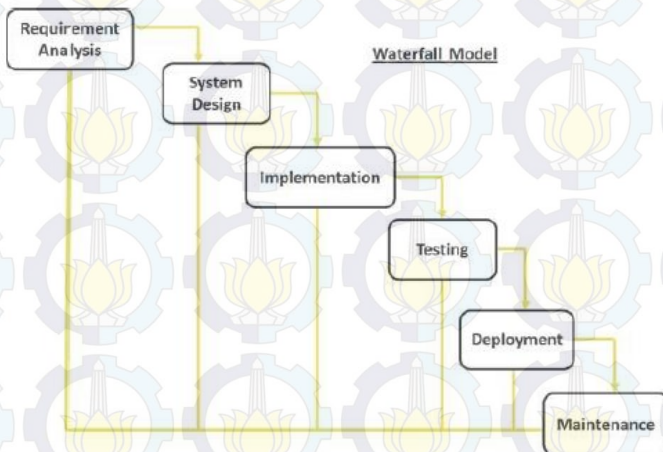 Requirement
Analysis
Waterfall Model
System
Design
Implementation
Testing
Deployment
Maintenance